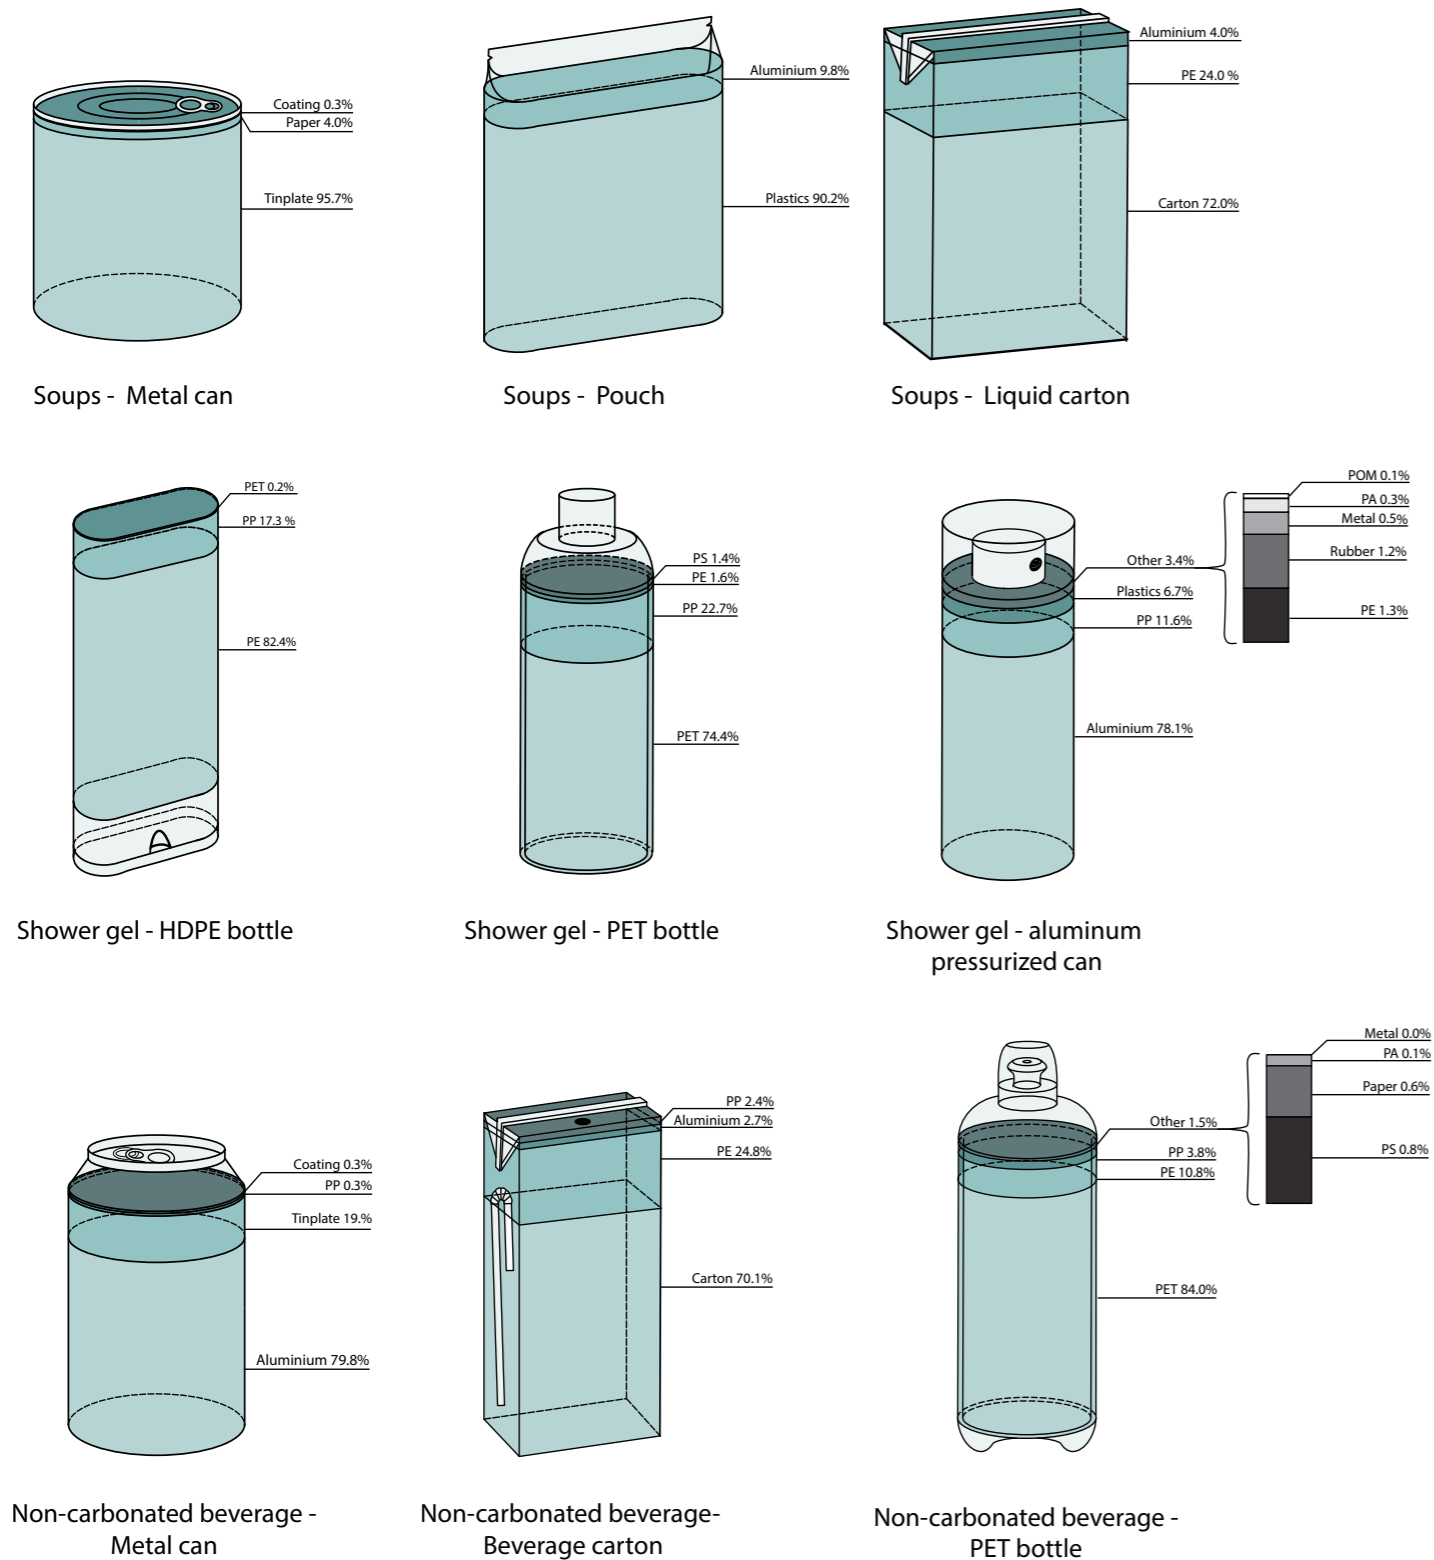 Coating 0.3%
Paper 4.0%
Tinplate 95.7%
Soups - Metal can
Aluminium 9.8%
Plastics 90.2%
Soups - Pouch
Aluminium 4.0%
PE 24.0 %
Carton 72.0%
Soups - Liquid carton
PET 0.2%
PP 17.3 %
PE 82.4%
Shower gel - HDPE bottle
PS 1.4%
PE 1.6%
PP 22.7%
PET 74.4%
Shower gel - PET bottle
Other 3.4%
Plastics 6.7%
PP 11.6%
Aluminium 78.1%
POM 0.1%
PA 0.3%
Metal 0.5%
Rubber 1.2%
PE 1.3%
Shower gel - aluminum
pressurized can
Coating 0.3%
PP 0.3%
Tinplate 19.%
Aluminium 79.8%
Non-carbonated beverage -
Metal can
PP 2.4%
Aluminium 2.7%
PE 24.8%
Carton 70.1%
Non-carbonated beverage-
Beverage carton
Other 1.5%
PP 3.8%
PE 10.8%
PET 84.0%
Metal 0.0%
PA 0.1%
Paper 0.6%
PS 0.8%
Non-carbonated beverage -
PET bottle